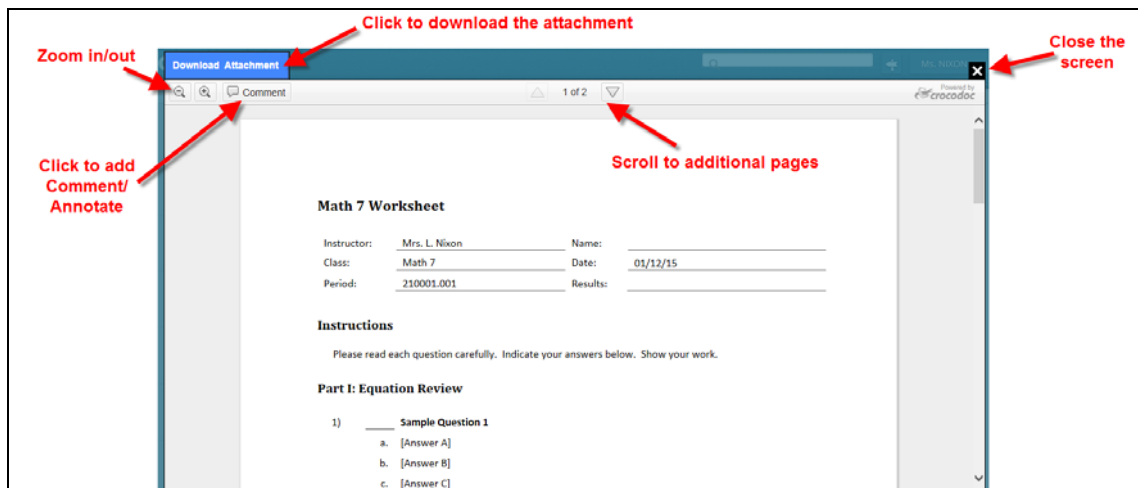 Click to download the attachment
Zoom in/out
Close the
screen
Download Attachment
ML NIXON
Comment
1 of 2
Powered by
crocodoc
Click to add
Comment/
Annotate
Scroll to additional pages
Math 7 Worksheet
Instructor: Mrs. L. Nixon Name:
Class: Math 7 Date: 01/12/15
Period: 210001.001 Results:
Instructions
Please read each question carefully. Indicate your answers below. Show your work.
Part I: Equation Review
1) _____ Sample Question 1
a. [Answer A]
b. [Answer B]
c. [Answer C]